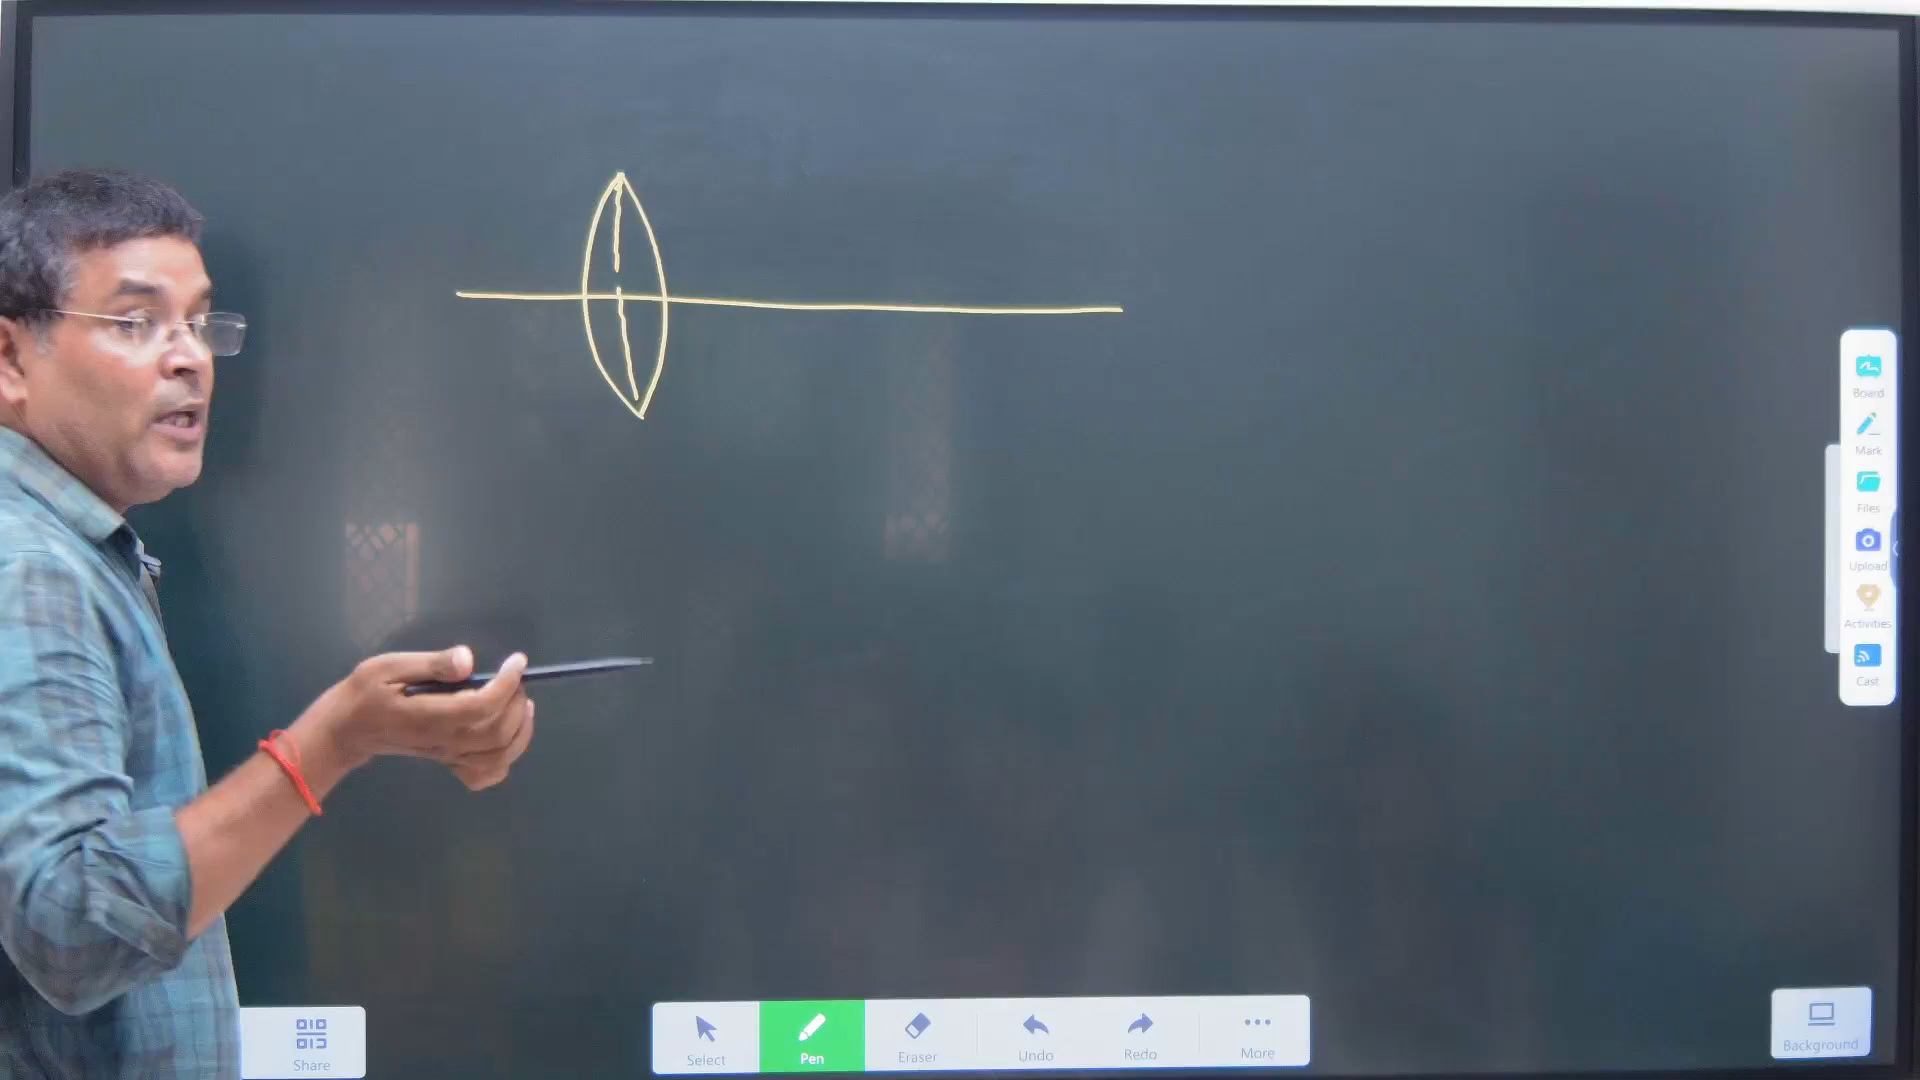 Board
Mark
Files
Upload
Activities
Cast
Share
Select
Pen
Eraser
Undo
Redo
More
Background